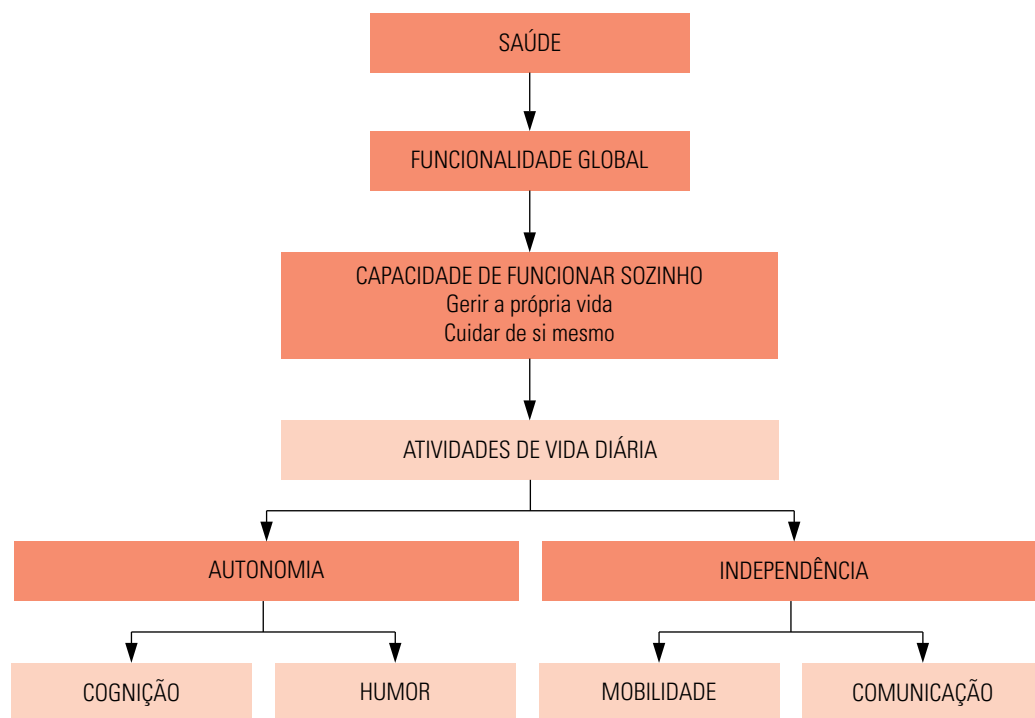 SAÚDE
FUNCIONALIDADE GLOBAL
CAPACIDADE DE FUNCIONAR SOZINHO
Gerir a própria vida
Cuidar de si mesmo
ATIVIDADES DE VIDA DIÁRIA
AUTONOMIA
INDEPENDÊNCIA
COGNIÇÃO
HUMOR
MOBILIDADE
COMUNICAÇÃO